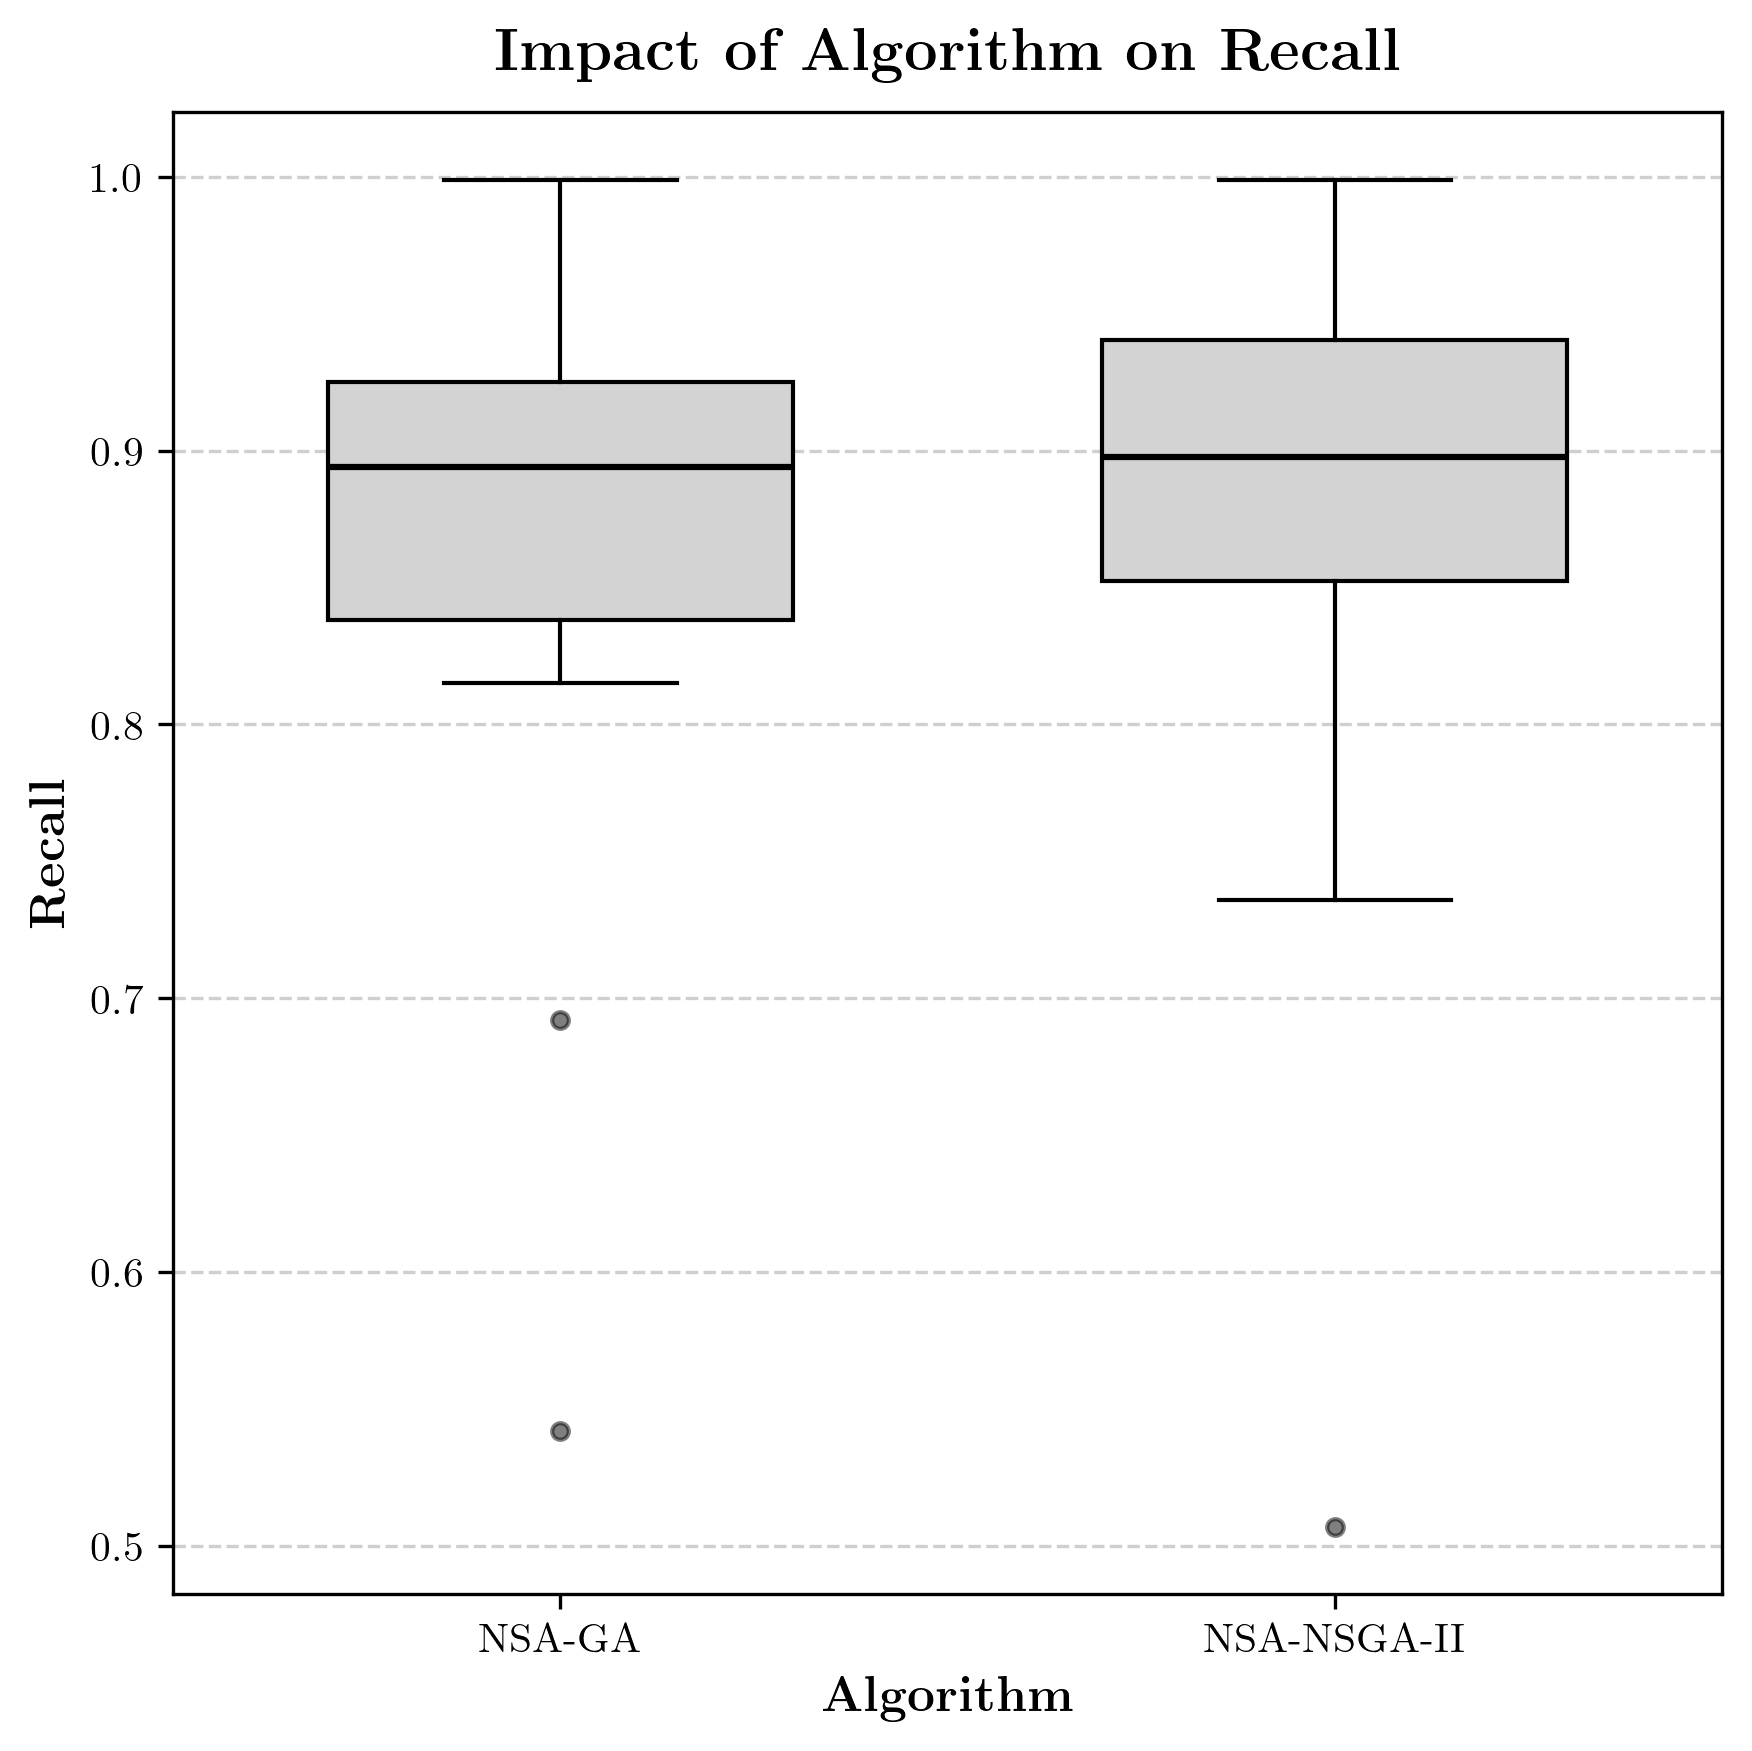 Impact of Algorithm on Recall
1.0
0.9
0.8
0.7
0.6
0.5
Recall
NSA-GA
NSA-NSGA-II
Algorithm